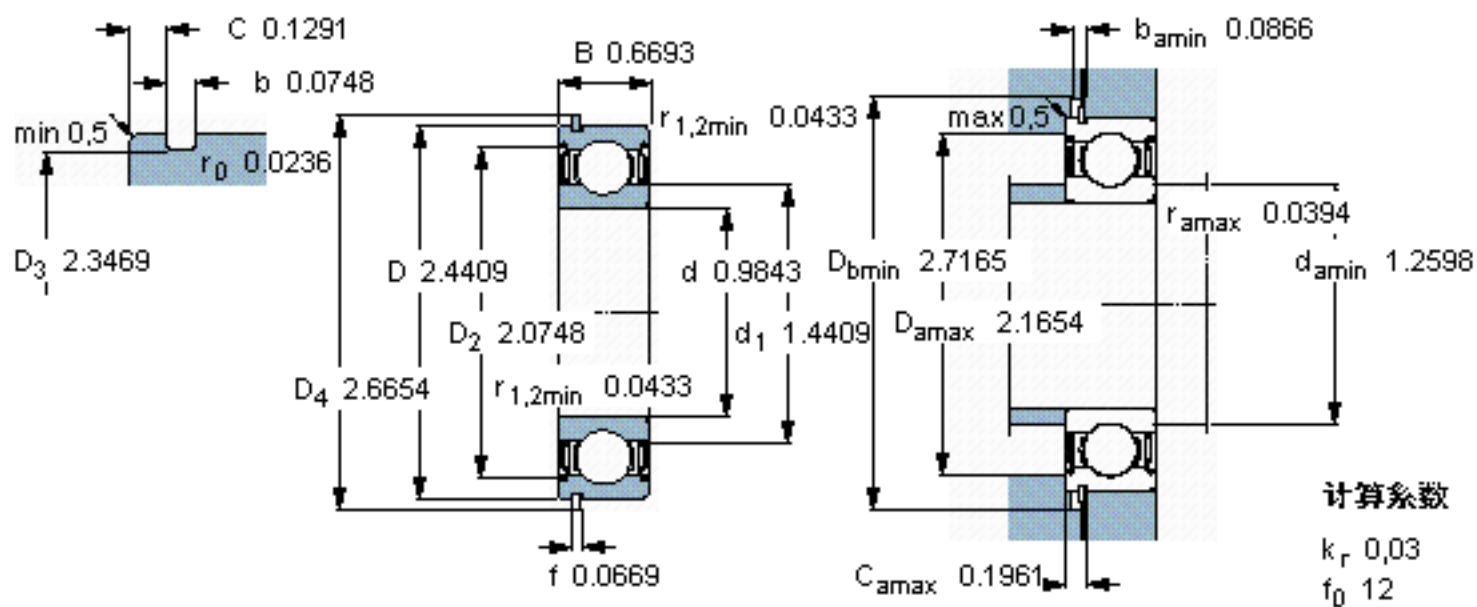 C 0.1291
b 0.0748
min 0,5
r0 0.0236
D3 2.3469
B 0.6693
r1,2min 0.0433
D 2.4409
d 0.9843
D2 2.0748
d1 1.4409
D4 2.6654
r1,2min 0.0433
f 0.0669
bamin 0.0866
max 0,5
ramax 0.0394
Dbmin 2.7165
damin 1.2598
Damax 2.1654
Camax 0.1961
计算系数
kr 0,03
f0 12